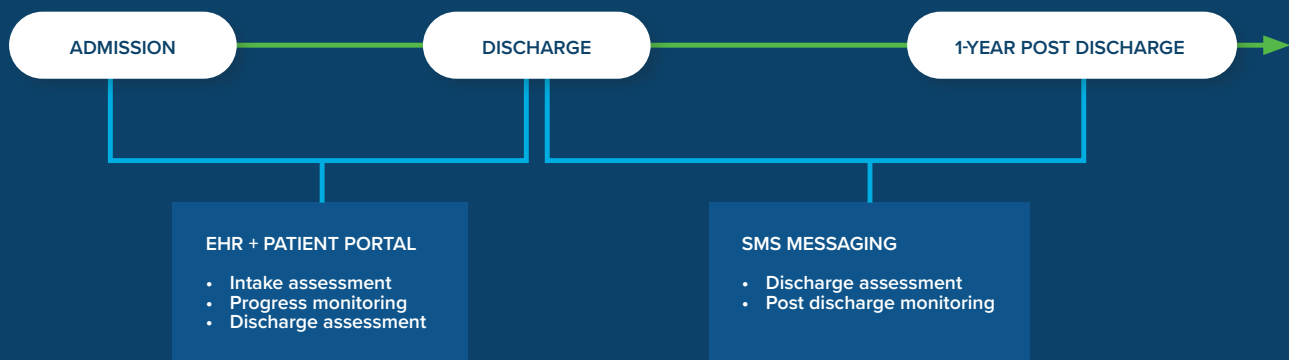 ADMISSION
DISCHARGE
1-YEAR POST DISCHARGE
EHR + PATIENT PORTAL
• Intake assessment
• Progress monitoring
• Discharge assessment
SMS MESSAGING
• Discharge assessment
• Post discharge monitoring